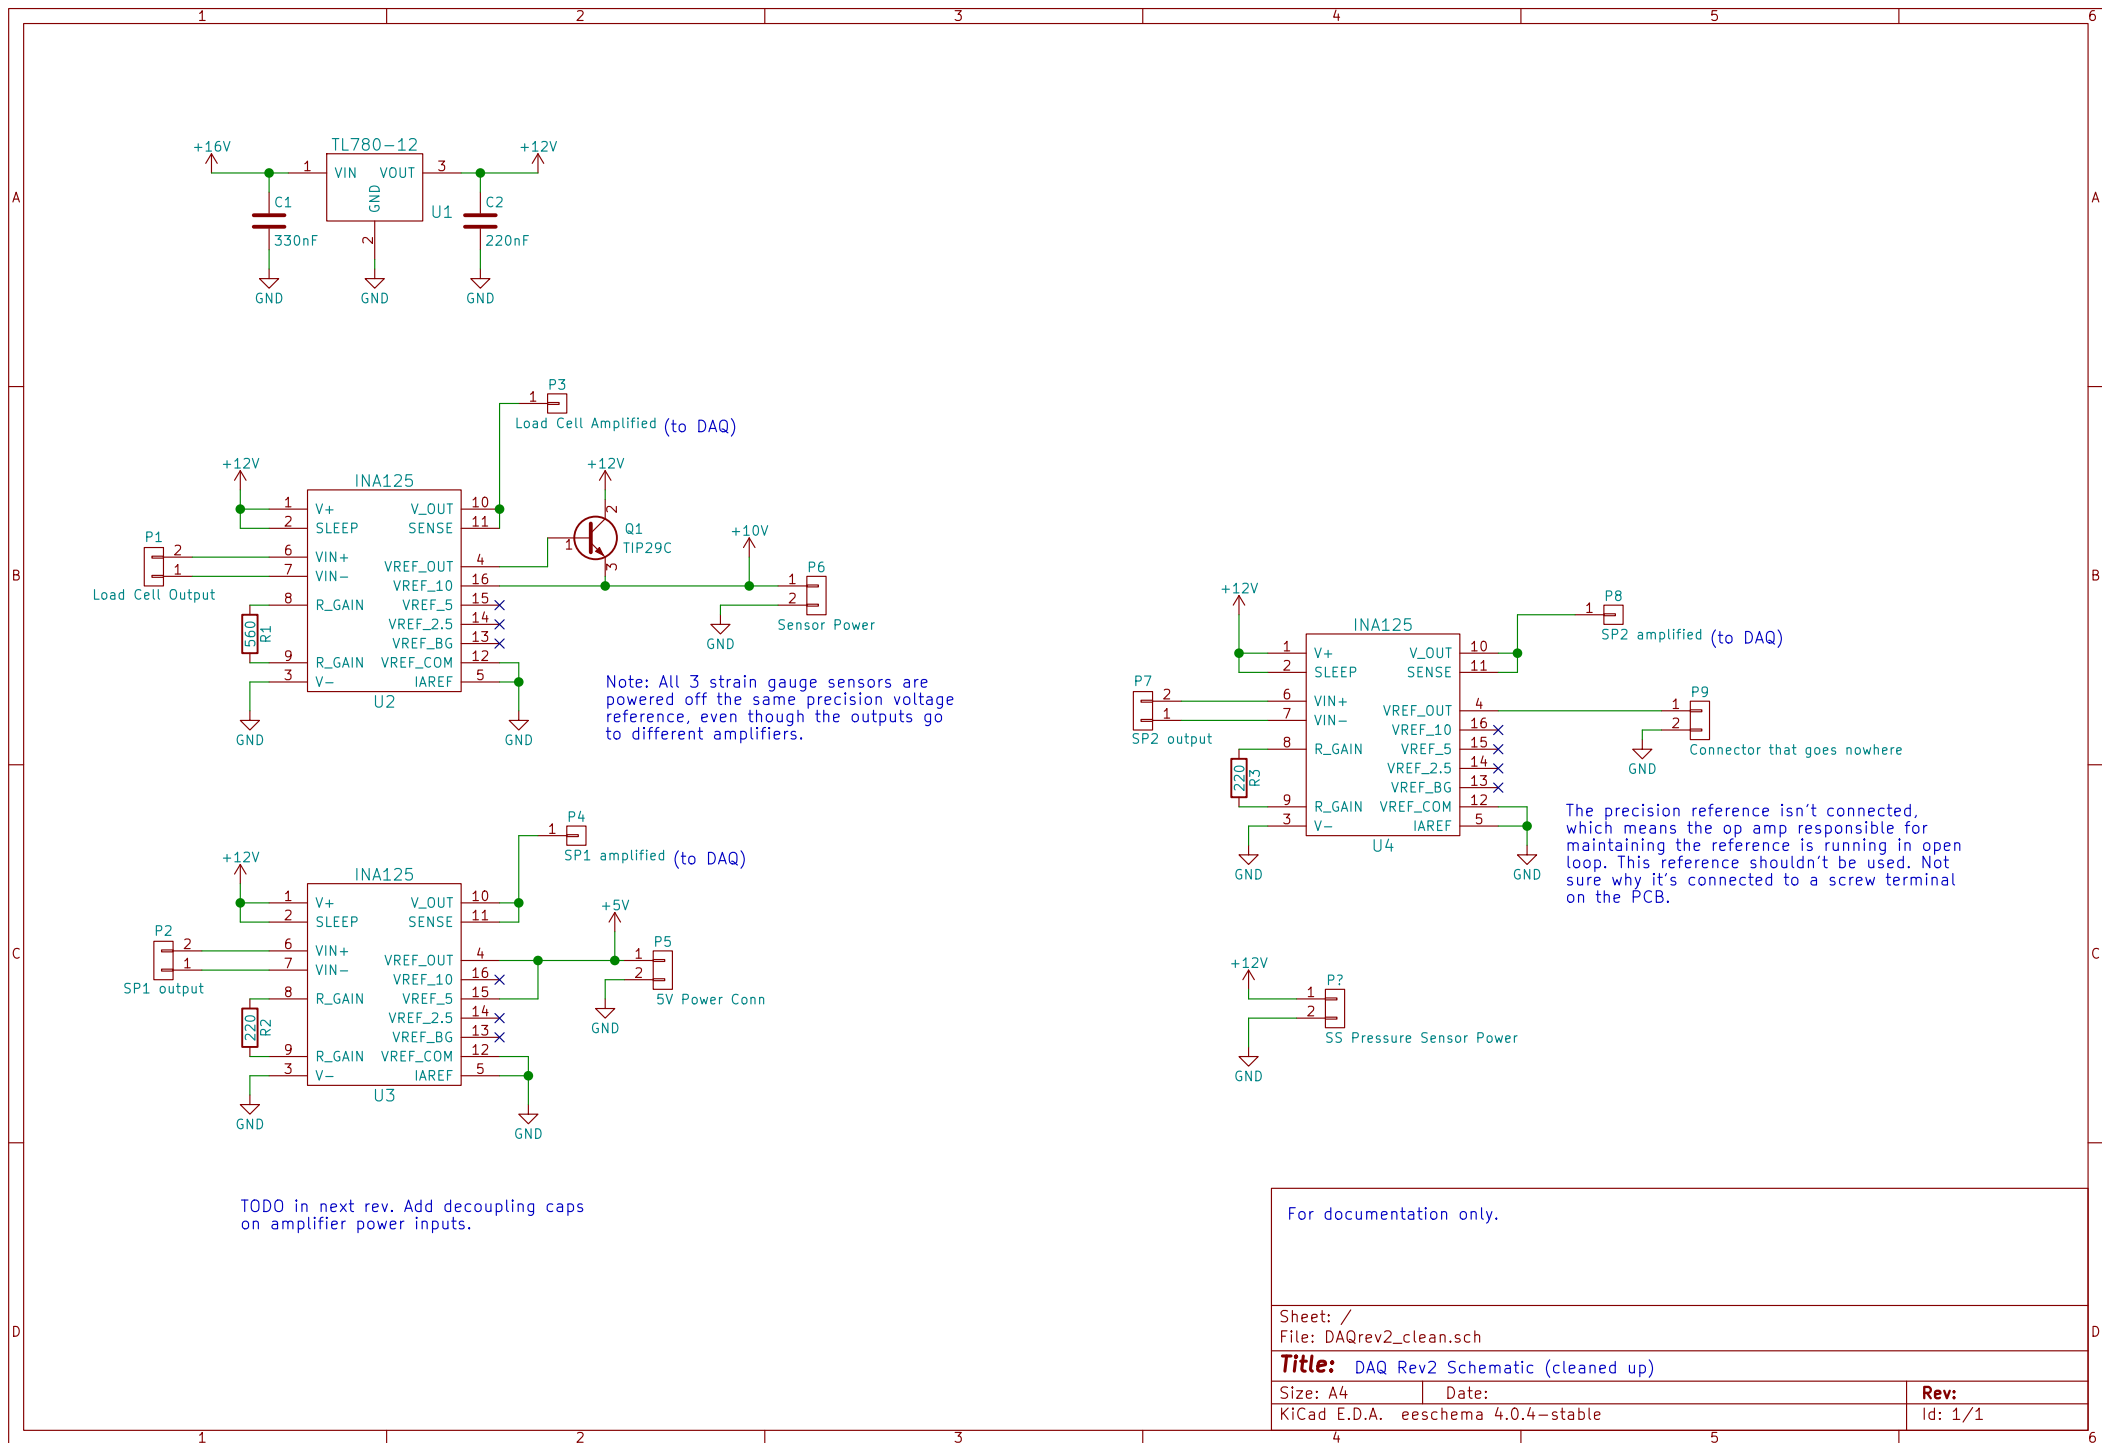 1 2 3 4 5 6
A A
B B
C C
D D
+16V
TL780-12
+12V
1 VIN VOUT 3
GND
2
U1
C1
330nF
C2
220nF
GND
GND
GND
P3
1
Load Cell Amplified (to DAQ)
+12V
INA125
+12V
1 V+ V_OUT 10
2 SLEEP SENSE 11
6 VIN+
7 VIN-
VREF_OUT 4
VREF_10 16
8 R_GAIN VREF_5 15
VREF_2.5 14
VREF_BG 13
9 R_GAIN VREF_COM 12
3 V- IAREF 5
U2
P1
2
1
Load Cell Output
560
R1
GND
GND
2
Q1
1
TIP29C
3
+10V
P6
1
2
Sensor Power
GND
Note: All 3 strain gauge sensors are
powered off the same precision voltage
reference, even though the outputs go
to different amplifiers.
P4
1
SP1 amplified (to DAQ)
+12V
INA125
1 V+ V_OUT 10
2 SLEEP SENSE 11
6 VIN+
7 VIN-
VREF_OUT 4
VREF_10 16
8 R_GAIN VREF_5 15
VREF_2.5 14
VREF_BG 13
9 R_GAIN VREF_COM 12
3 V- IAREF 5
U3
P2
2
1
SP1 output
220
R2
GND
GND
+5V
P5
1
2
5V Power Conn
GND
TODO in next rev. Add decoupling caps
on amplifier power inputs.
+12V
P8
1
SP2 amplified (to DAQ)
INA125
1 V+ V_OUT 10
2 SLEEP SENSE 11
6 VIN+
7 VIN-
VREF_OUT 4
VREF_10 16
8 R_GAIN VREF_5 15
VREF_2.5 14
VREF_BG 13
9 R_GAIN VREF_COM 12
3 V- IAREF 5
U4
P7
2
1
SP2 output
220
R3
GND
GND
P9
1
2
Connector that goes nowhere
GND
The precision reference isn't connected,
which means the op amp responsible for
maintaining the reference is running in open
loop. This reference shouldn't be used. Not
sure why it's connected to a screw terminal
on the PCB.
+12V
P?
1
2
SS Pressure Sensor Power
GND
For documentation only.
Sheet: /
File: DAQrev2_clean.sch
Title: DAQ Rev2 Schematic (cleaned up)
Size: A4 Date: Rev:
KiCad E.D.A. eeschema 4.0.4-stable Id: 1/1
1 2 3 4 5 6